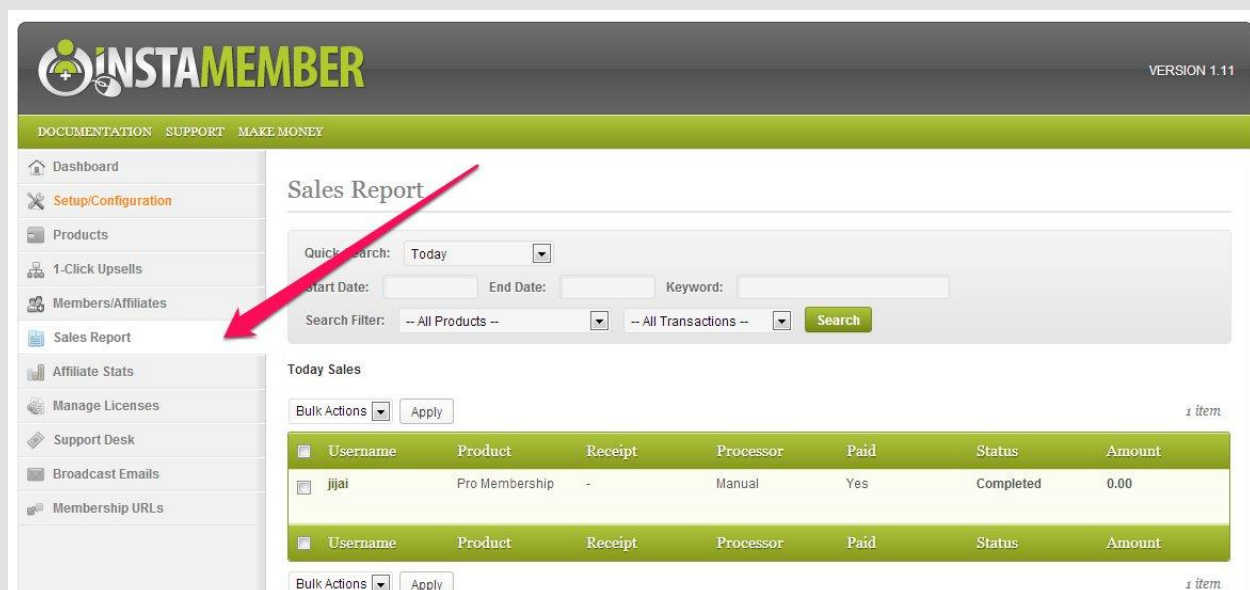 INSTAMEMBER
VERSION 1.11
DOCUMENTATION SUPPORT MAKE MONEY
Dashboard
Setup/Configuration
Products
1-Click Upsells
Members/Affiliates
Sales Report
Affiliate Stats
Manage Licenses
Support Desk
Broadcast Emails
Membership URLs
Sales Report
Quick Search: Today
Start Date: End Date: Keyword:
Search Filter: -- All Products -- -- All Transactions -- Search
Today Sales
Bulk Actions Apply 1 item
Username Product Receipt Processor Paid Status Amount
jijai Pro Membership - Manual Yes Completed 0.00
Username Product Receipt Processor Paid Status Amount
Bulk Actions Apply 1 item